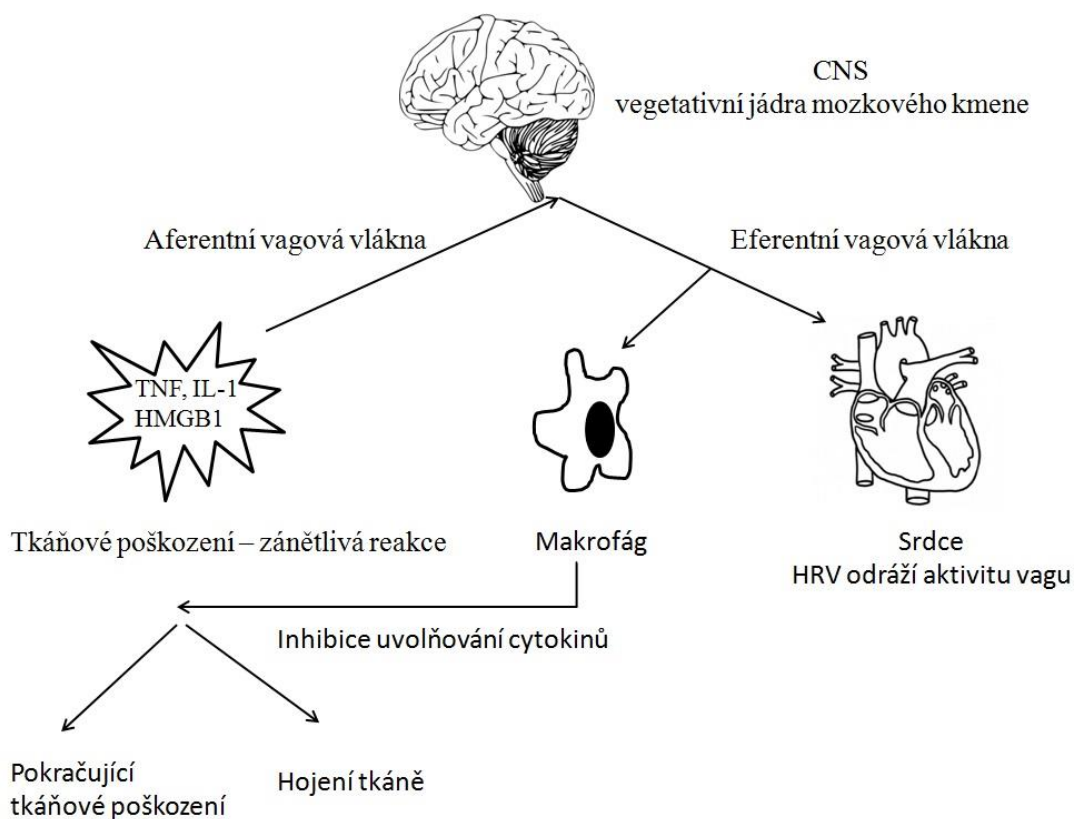 CNS
vegetativní jádra mozkového kmene
Aferentní vagová vlákna
Eferentní vagová vlákna
TNF, IL-1
HMGB1
Tkáňové poškození – zánětlivá reakce
Makrofág
Srdce
HRV odráží aktivitu vagu
Inhibice uvolňování cytokinů
Pokračující
tkáňové poškození
Hojení tkáně